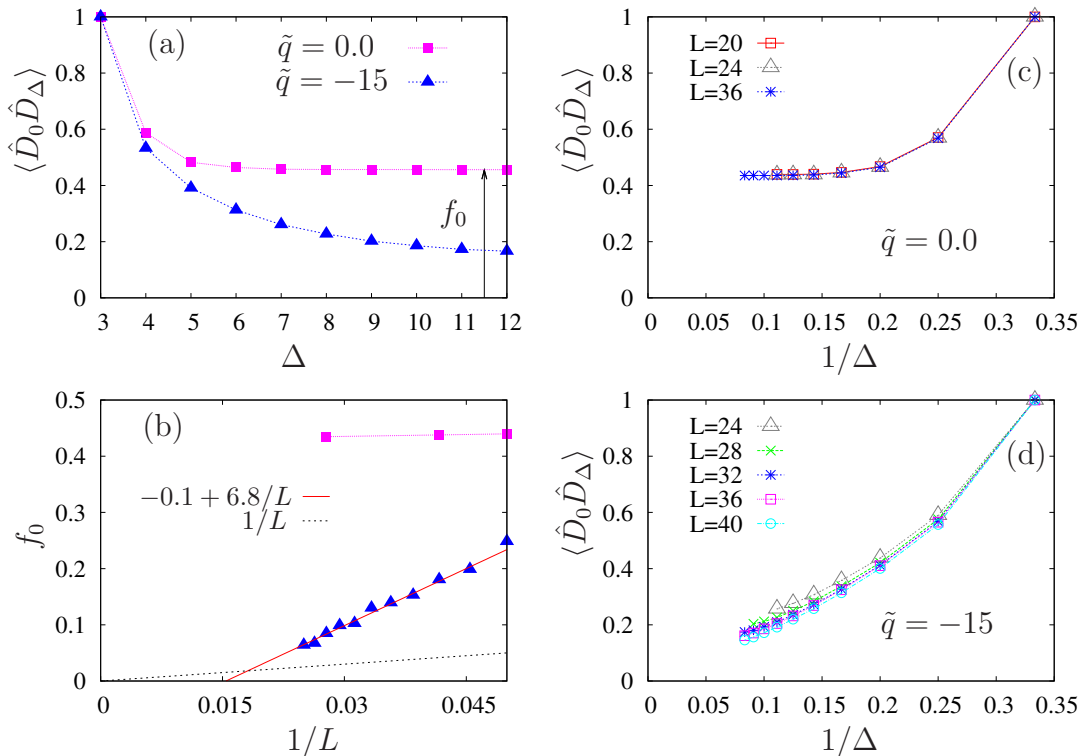 (a)
q̃ = 0.0
q̃ = −15
f₀
1
0.8
0.6
0.4
0.2
0
⟨D̂₀D̂_Δ⟩
3 4 5 6 7 8 9 10 11 12
Δ
(c)
L=20
L=24
L=36
q̃ = 0.0
1
0.8
0.6
0.4
0.2
0
⟨D̂₀D̂_Δ⟩
0 0.05 0.1 0.15 0.2 0.25 0.3 0.35
1/Δ
(b)
−0.1 + 6.8/L
1/L
0.5
0.4
0.3
0.2
0.1
0
f₀
0 0.015 0.03 0.045
1/L
(d)
L=24
L=28
L=32
L=36
L=40
q̃ = −15
1
0.8
0.6
0.4
0.2
0
⟨D̂₀D̂_Δ⟩
0 0.05 0.1 0.15 0.2 0.25 0.3 0.35
1/Δ